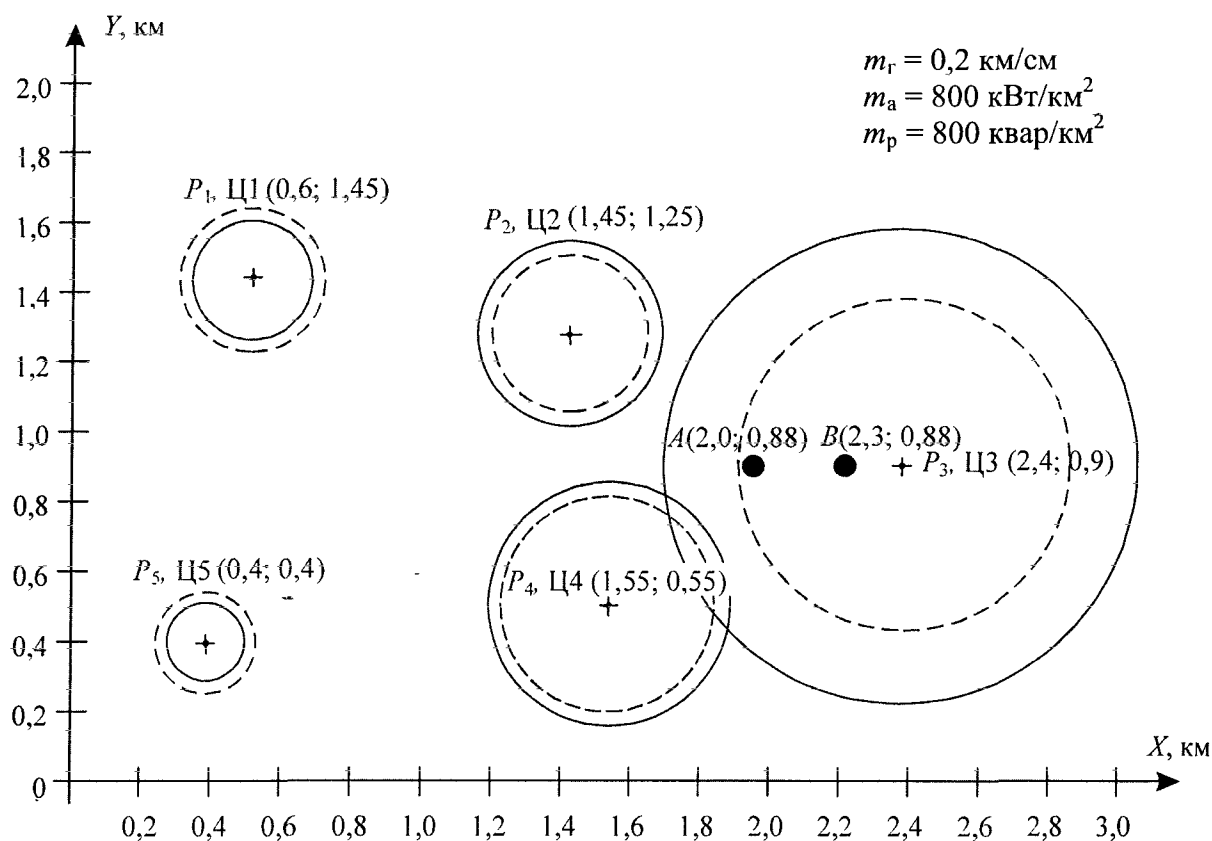 Y, км
m_г = 0,2 км/см
m_а = 800 кВт/км²
m_р = 800 квар/км²
2,0
1,8
P₁, Ц1 (0,6; 1,45)
1,6
P₂, Ц2 (1,45; 1,25)
1,4
1,2
1,0
A(2,0; 0,88)
B(2,3; 0,88)
P₃, Ц3 (2,4; 0,9)
0,8
P₅, Ц5 (0,4; 0,4)
0,6
P₄, Ц4 (1,55; 0,55)
0,4
0,2
X, км
0
0,2 0,4 0,6 0,8 1,0 1,2 1,4 1,6 1,8 2,0 2,2 2,4 2,6 2,8 3,0